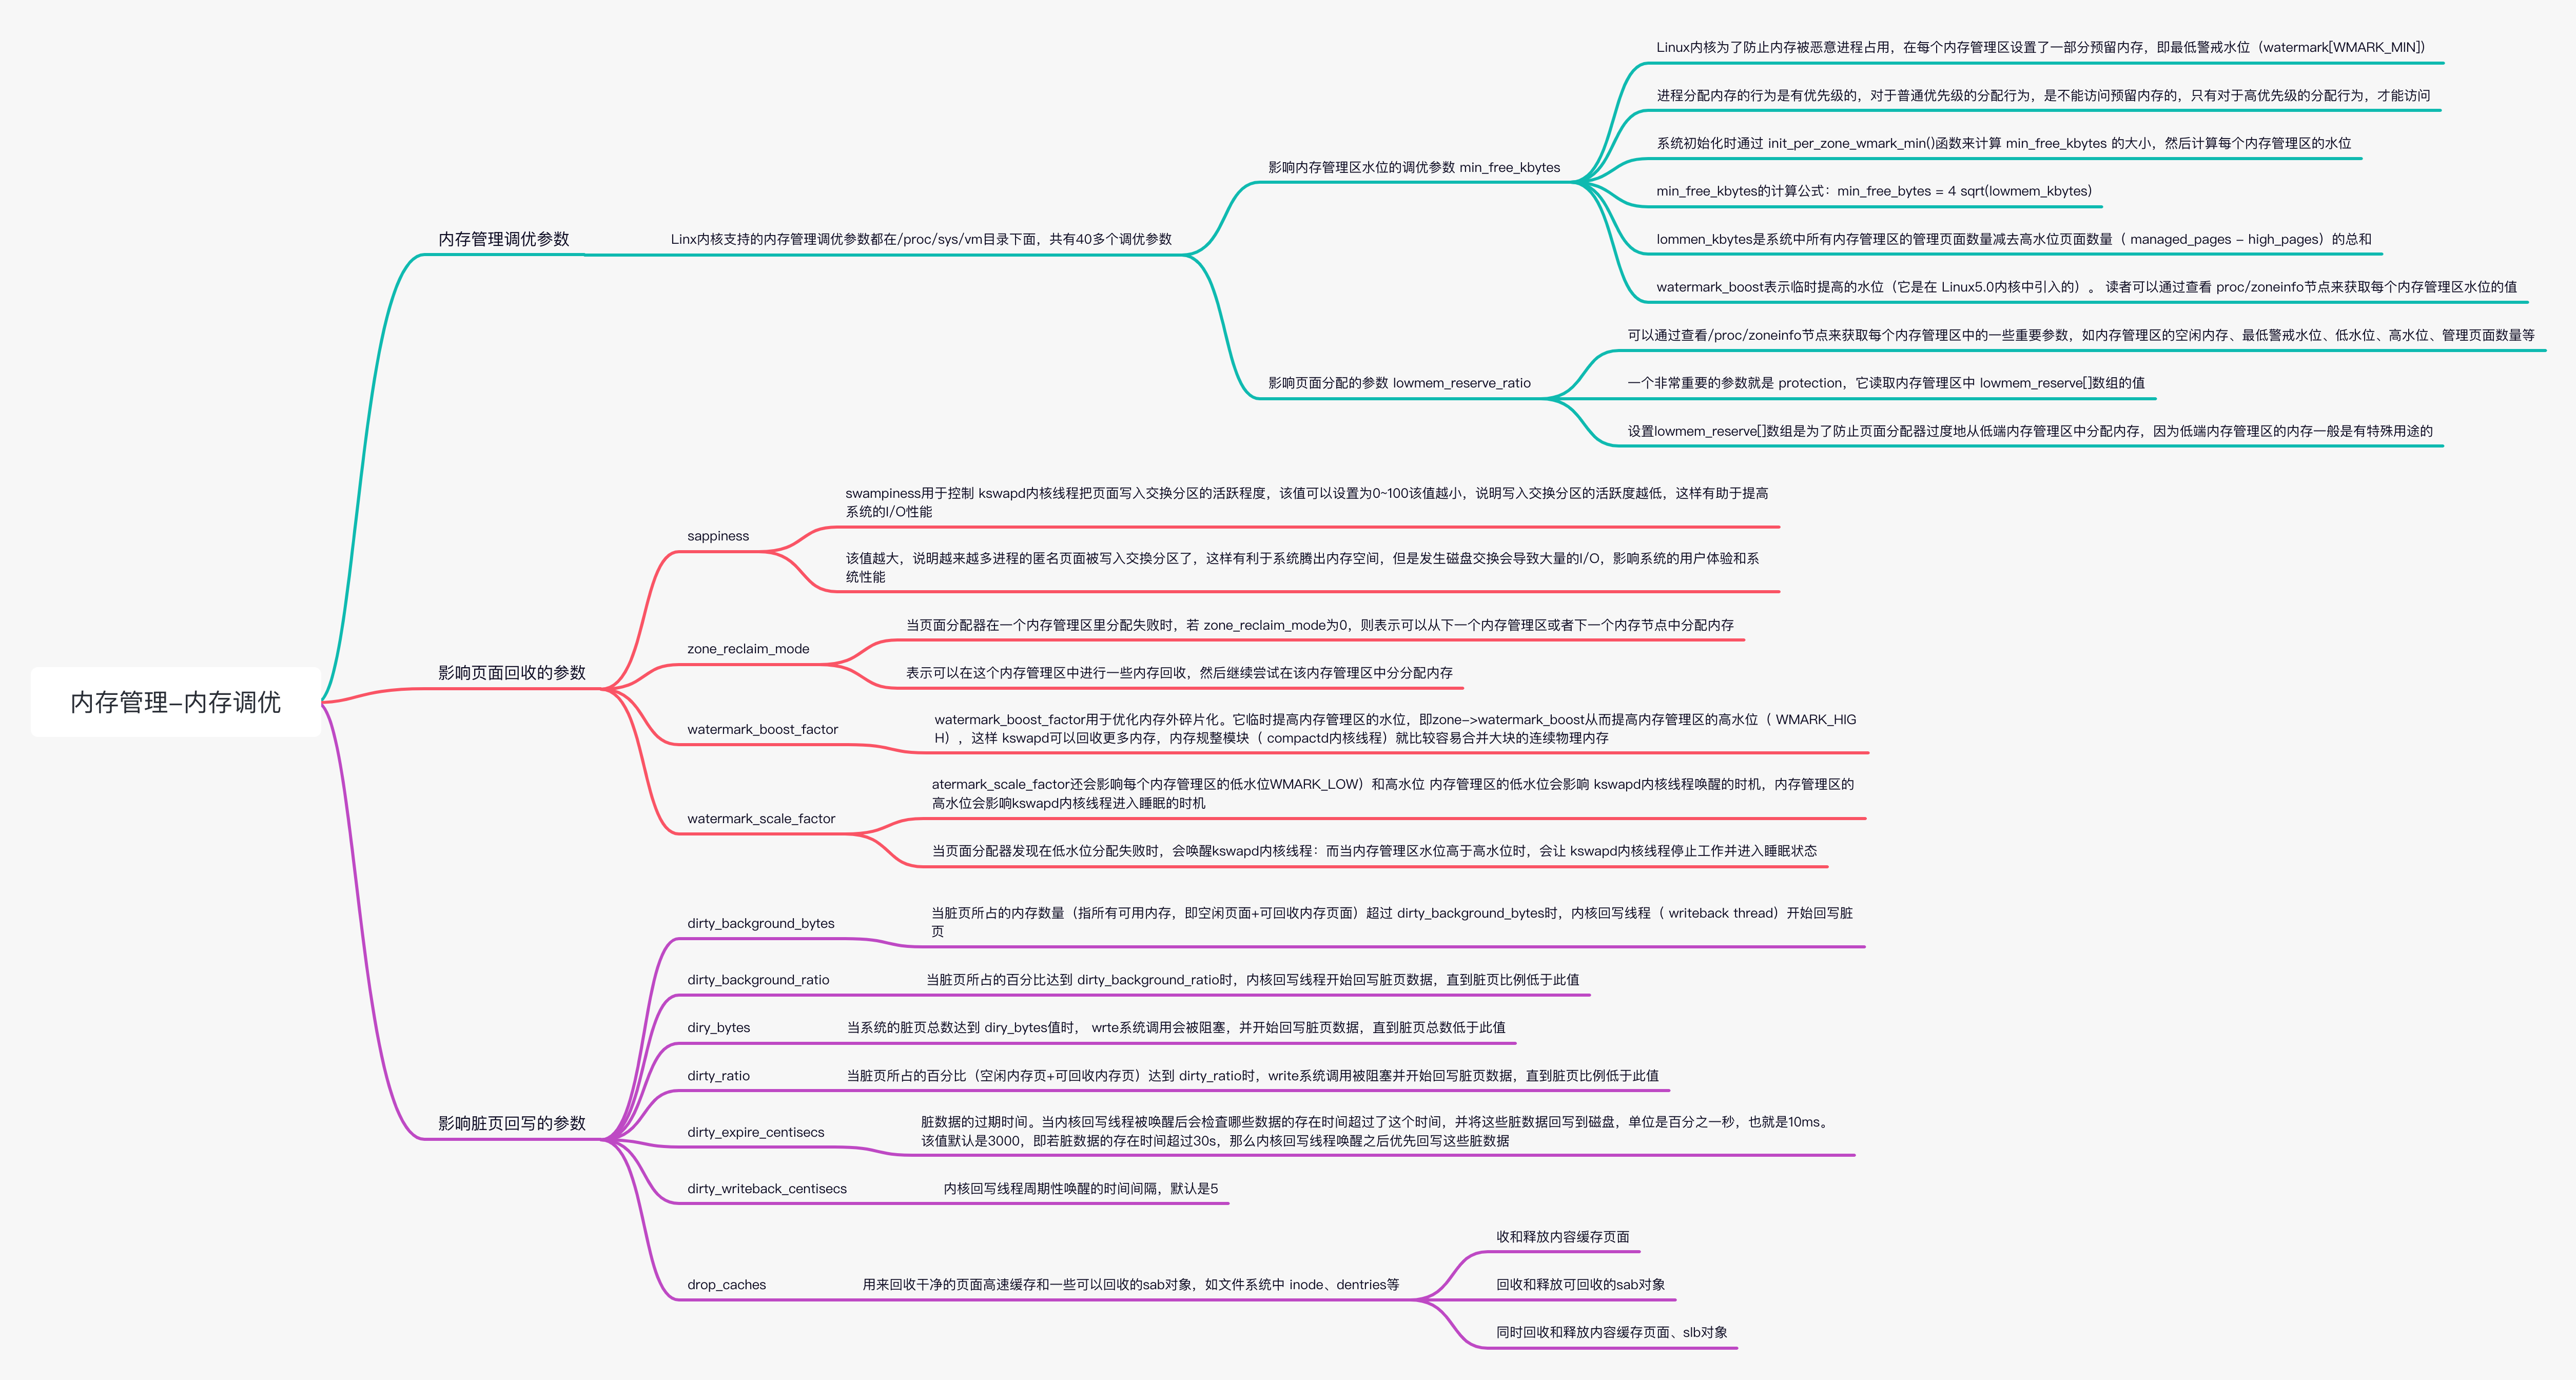 内存管理-内存调优
内存管理调优参数
Linx内核支持的内存管理调优参数都在/proc/sys/vm目录下面，共有40多个调优参数
影响内存管理区水位的调优参数 min_free_kbytes
Linux内核为了防止内存被恶意进程占用，在每个内存管理区设置了一部分预留内存，即最低警戒水位（watermark[WMARK_MIN]）
进程分配内存的行为是有优先级的，对于普通优先级的分配行为，是不能访问预留内存的，只有对于高优先级的分配行为，才能访问
系统初始化时通过 init_per_zone_wmark_min()函数来计算 min_free_kbytes 的大小，然后计算每个内存管理区的水位
min_free_kbytes的计算公式：min_free_bytes = 4 sqrt(lowmem_kbytes)
lommen_kbytes是系统中所有内存管理区的管理页面数量减去高水位页面数量（ managed_pages - high_pages）的总和
watermark_boost表示临时提高的水位（它是在 Linux5.0内核中引入的）。 读者可以通过查看 proc/zoneinfo节点来获取每个内存管理区水位的值
影响页面分配的参数 lowmem_reserve_ratio
可以通过查看/proc/zoneinfo节点来获取每个内存管理区中的一些重要参数，如内存管理区的空闲内存、最低警戒水位、低水位、高水位、管理页面数量等
一个非常重要的参数就是 protection，它读取内存管理区中 lowmem_reserve[]数组的值
设置lowmem_reserve[]数组是为了防止页面分配器过度地从低端内存管理区中分配内存，因为低端内存管理区的内存一般是有特殊用途的
影响页面回收的参数
sappiness
swampiness用于控制 kswapd内核线程把页面写入交换分区的活跃程度，该值可以设置为0~100该值越小，说明写入交换分区的活跃度越低，这样有助于提高
系统的I/O性能
该值越大，说明越来越多进程的匿名页面被写入交换分区了，这样有利于系统腾出内存空间，但是发生磁盘交换会导致大量的I/O，影响系统的用户体验和系
统性能
zone_reclaim_mode
当页面分配器在一个内存管理区里分配失败时，若 zone_reclaim_mode为0，则表示可以从下一个内存管理区或者下一个内存节点中分配内存
表示可以在这个内存管理区中进行一些内存回收，然后继续尝试在该内存管理区中分分配内存
watermark_boost_factor
watermark_boost_factor用于优化内存外碎片化。它临时提高内存管理区的水位，即zone->watermark_boost从而提高内存管理区的高水位（ WMARK_HIG
H），这样 kswapd可以回收更多内存，内存规整模块（ compactd内核线程）就比较容易合并大块的连续物理内存
watermark_scale_factor
atermark_scale_factor还会影响每个内存管理区的低水位WMARK_LOW）和高水位 内存管理区的低水位会影响 kswapd内核线程唤醒的时机，内存管理区的
高水位会影响kswapd内核线程进入睡眠的时机
当页面分配器发现在低水位分配失败时，会唤醒kswapd内核线程：而当内存管理区水位高于高水位时，会让 kswapd内核线程停止工作并进入睡眠状态
影响脏页回写的参数
dirty_background_bytes
当脏页所占的内存数量（指所有可用内存，即空闲页面+可回收内存页面）超过 dirty_background_bytes时，内核回写线程（ writeback thread）开始回写脏
页
dirty_background_ratio
当脏页所占的百分比达到 dirty_background_ratio时，内核回写线程开始回写脏页数据，直到脏页比例低于此值
diry_bytes
当系统的脏页总数达到 diry_bytes值时， wrte系统调用会被阻塞，并开始回写脏页数据，直到脏页总数低于此值
dirty_ratio
当脏页所占的百分比（空闲内存页+可回收内存页）达到 dirty_ratio时，write系统调用被阻塞并开始回写脏页数据，直到脏页比例低于此值
dirty_expire_centisecs
脏数据的过期时间。当内核回写线程被唤醒后会检查哪些数据的存在时间超过了这个时间，并将这些脏数据回写到磁盘，单位是百分之一秒，也就是10ms。
该值默认是3000，即若脏数据的存在时间超过30s，那么内核回写线程唤醒之后优先回写这些脏数据
dirty_writeback_centisecs
内核回写线程周期性唤醒的时间间隔，默认是5
drop_caches
用来回收干净的页面高速缓存和一些可以回收的sab对象，如文件系统中 inode、dentries等
收和释放内容缓存页面
回收和释放可回收的sab对象
同时回收和释放内容缓存页面、slb对象